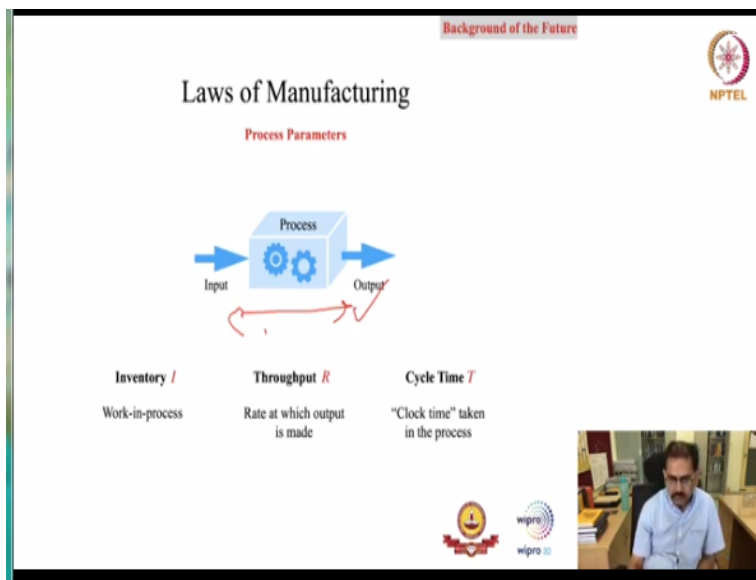 Background of the Future
NPTEL
Laws of Manufacturing
Process Parameters
Process
Input
Output
Inventory I
Work-in-process
Throughput R
Rate at which output
is made
Cycle Time T
“Clock time” taken
in the process
wipro
wipro 3D